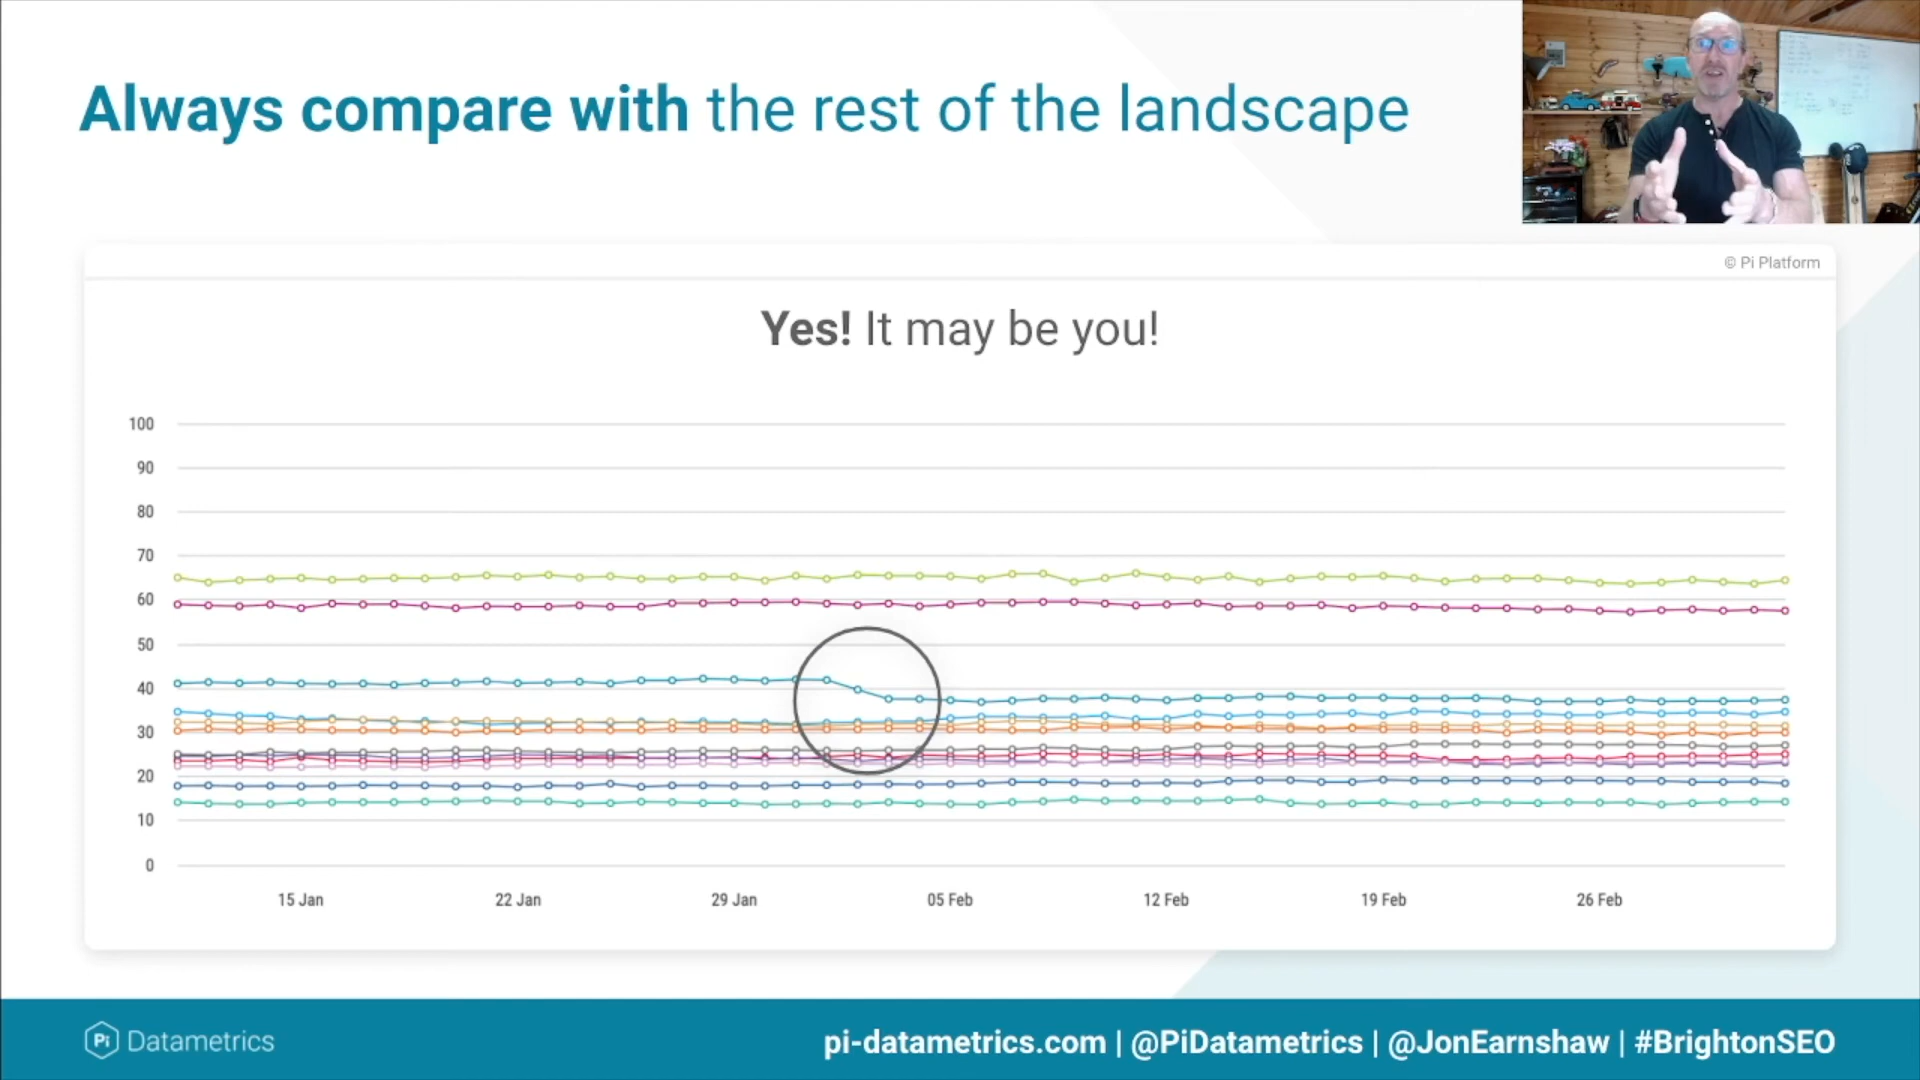 Always compare with the rest of the landscape
© Pi Platform
Yes! It may be you!
100
90
80
70
60
50
40
30
20
10
0
15 Jan
22 Jan
29 Jan
05 Feb
12 Feb
19 Feb
26 Feb
Pi Datametrics
pi-datametrics.com | @PiDatametrics | @JonEarnshaw | #BrightonSEO